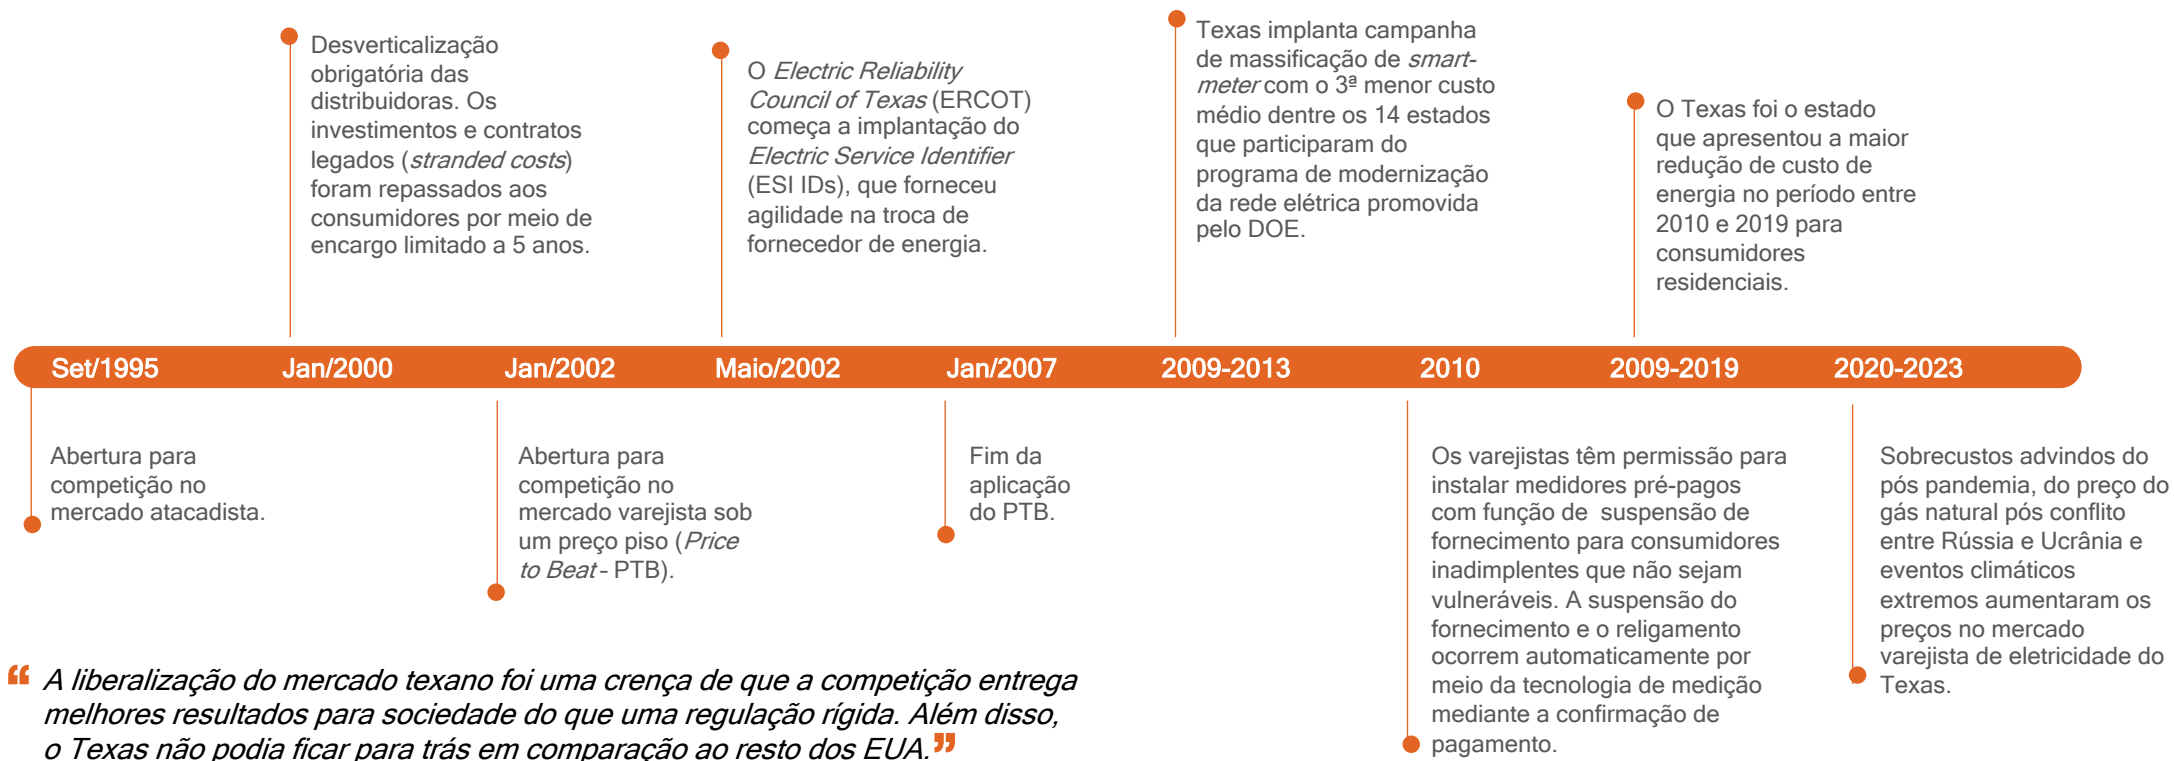 Desverticalização
obrigatória das
distribuidoras. Os
investimentos e contratos
legados (stranded costs)
foram repassados aos
consumidores por meio de
encargo limitado a 5 anos.
O Electric Reliability
Council of Texas (ERCOT)
começa a implantação do
Electric Service Identifier
(ESI IDs), que forneceu
agilidade na troca de
fornecedor de energia.
Texas implanta campanha
de massificação de smart-
meter com o 3ª menor custo
médio dentre os 14 estados
que participaram do
programa de modernização
da rede elétrica promovida
pelo DOE.
O Texas foi o estado
que apresentou a maior
redução de custo de
energia no período entre
2010 e 2019 para
consumidores
residenciais.
Set/1995 Jan/2000 Jan/2002 Maio/2002 Jan/2007 2009-2013 2010 2009-2019 2020-2023
Abertura para
competição no
mercado atacadista.
Abertura para
competição no
mercado varejista sob
um preço piso (Price
to Beat - PTB).
Fim da
aplicação
do PTB.
Os varejistas têm permissão para
instalar medidores pré-pagos
com função de suspensão de
fornecimento para consumidores
inadimplentes que não sejam
vulneráveis. A suspensão do
fornecimento e o religamento
ocorrem automaticamente por
meio da tecnologia de medição
mediante a confirmação de
pagamento.
Sobrecustos advindos do
pós pandemia, do preço do
gás natural pós conflito
entre Rússia e Ucrânia e
eventos climáticos
extremos aumentaram os
preços no mercado
varejista de eletricidade do
Texas.
“ A liberalização do mercado texano foi uma crença de que a competição entrega
melhores resultados para sociedade do que uma regulação rígida. Além disso,
o Texas não podia ficar para trás em comparação ao resto dos EUA.”